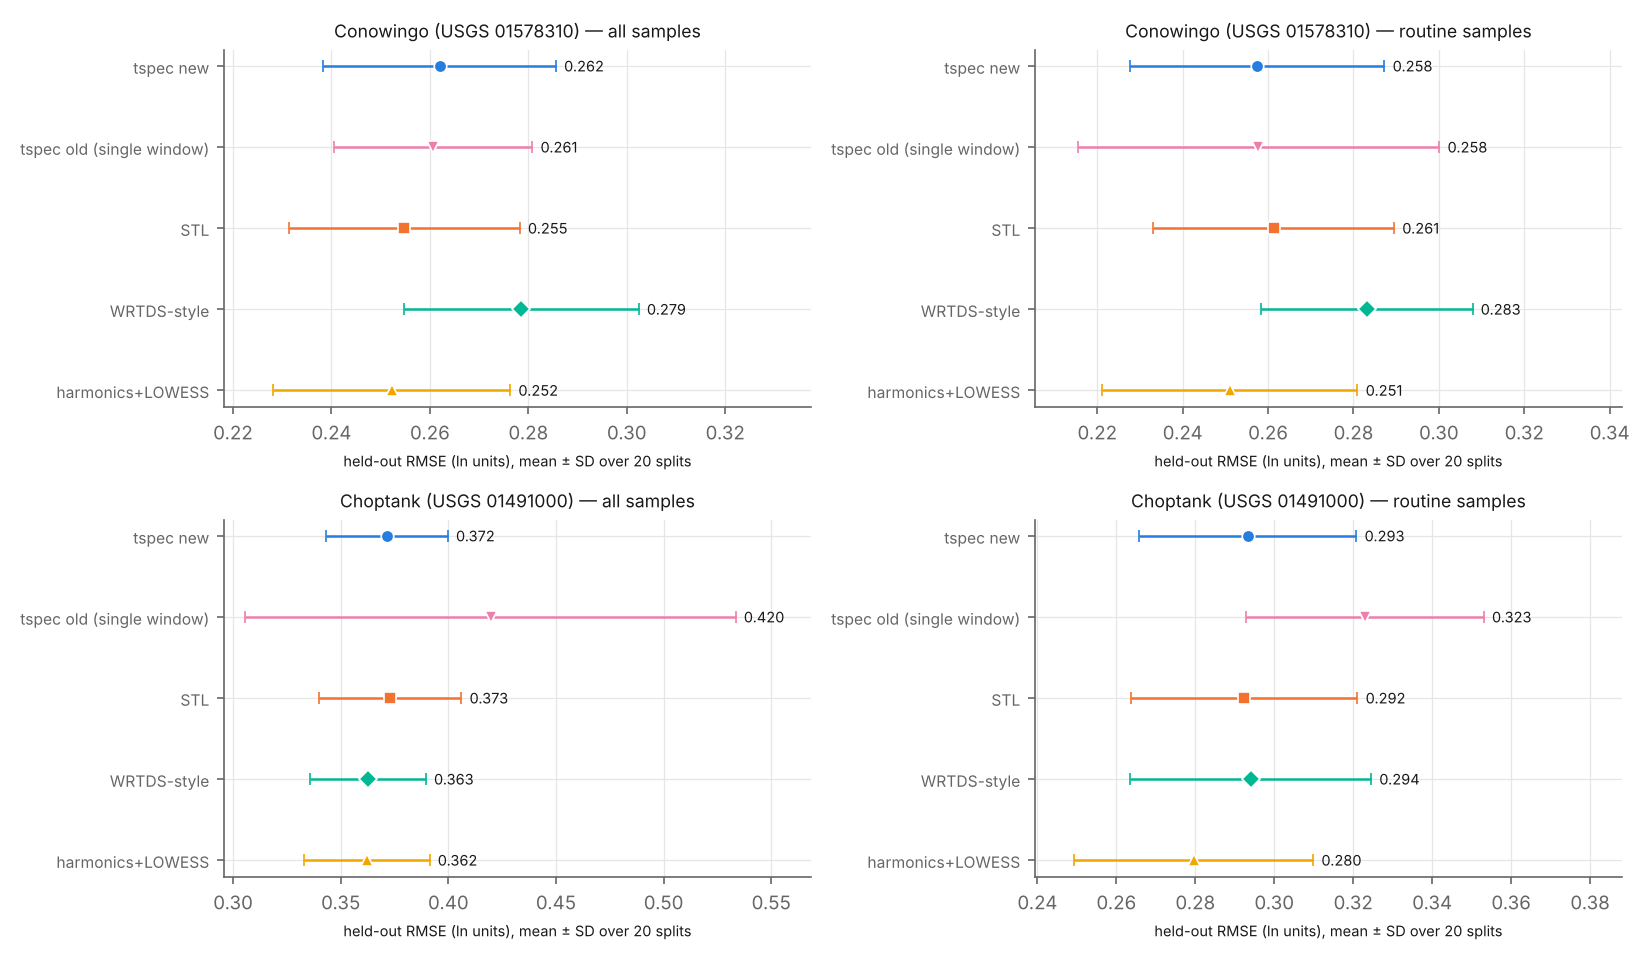 Conowingo (USGS 01578310) — all samples
tspec new
0.262
tspec old (single window)
0.261
STL
0.255
WRTDS-style
0.279
harmonics+LOWESS
0.252
0.22 0.24 0.26 0.28 0.30 0.32
held-out RMSE (ln units), mean ± SD over 20 splits
Conowingo (USGS 01578310) — routine samples
tspec new
0.258
tspec old (single window)
0.258
STL
0.261
WRTDS-style
0.283
harmonics+LOWESS
0.251
0.22 0.24 0.26 0.28 0.30 0.32 0.34
held-out RMSE (ln units), mean ± SD over 20 splits
Choptank (USGS 01491000) — all samples
tspec new
0.372
tspec old (single window)
0.420
STL
0.373
WRTDS-style
0.363
harmonics+LOWESS
0.362
0.30 0.35 0.40 0.45 0.50 0.55
held-out RMSE (ln units), mean ± SD over 20 splits
Choptank (USGS 01491000) — routine samples
tspec new
0.293
tspec old (single window)
0.323
STL
0.292
WRTDS-style
0.294
harmonics+LOWESS
0.280
0.24 0.26 0.28 0.30 0.32 0.34 0.36 0.38
held-out RMSE (ln units), mean ± SD over 20 splits